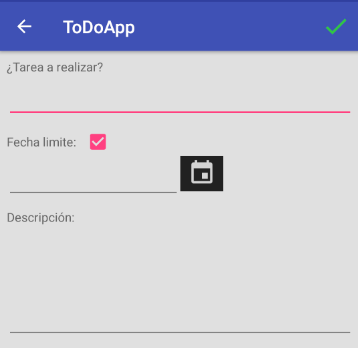 ToDoApp
¿Tarea a realizar?
Fecha limite:
Descripción: